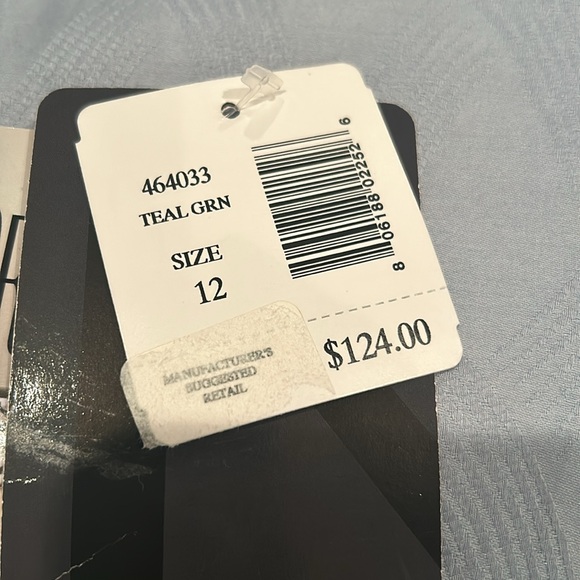 464033
TEAL GRN
SIZE
12
8 06188 02252 6
$124.00
MANUFACTURER'S
SUGGESTED
RETAIL